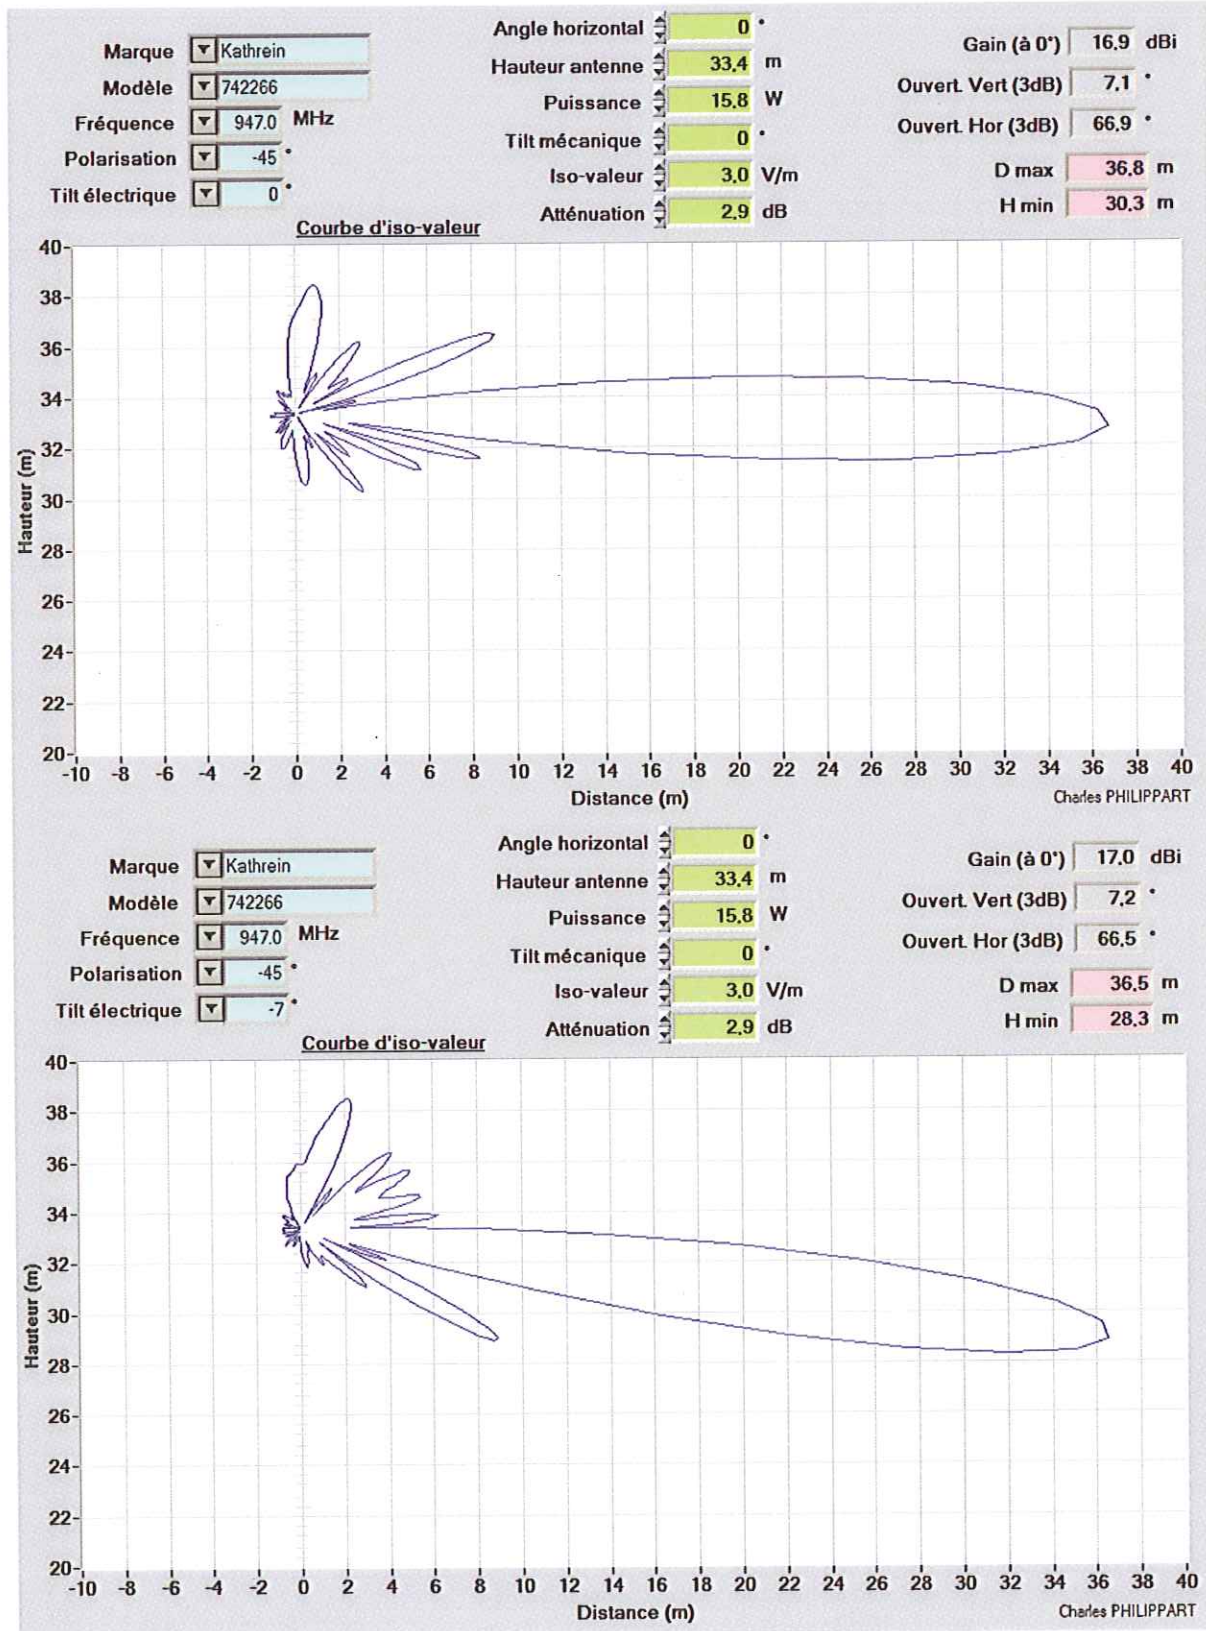 Marque Kathrein
Modèle 742266
Fréquence 947.0 MHz
Polarisation -45 °
Tilt électrique 0 °
Angle horizontal 0 °
Hauteur antenne 33,4 m
Puissance 15,8 W
Tilt mécanique 0 °
Iso-valeur 3,0 V/m
Atténuation 2,9 dB
Gain (à 0°) 16,9 dBi
Ouvert. Vert (3dB) 7,1 °
Ouvert. Hor (3dB) 66,9 °
D max 36,8 m
H min 30,3 m
Courbe d'iso-valeur
Hauteur (m)
40
38
36
34
32
30
28
26
24
22
20
-10 -8 -6 -4 -2 0 2 4 6 8 10 12 14 16 18 20 22 24 26 28 30 32 34 36 38 40
Distance (m)
Charles PHILIPPART
Marque Kathrein
Modèle 742266
Fréquence 947.0 MHz
Polarisation -45 °
Tilt électrique -7 °
Angle horizontal 0 °
Hauteur antenne 33,4 m
Puissance 15,8 W
Tilt mécanique 0 °
Iso-valeur 3,0 V/m
Atténuation 2,9 dB
Gain (à 0°) 17,0 dBi
Ouvert. Vert (3dB) 7,2 °
Ouvert. Hor (3dB) 66,5 °
D max 36,5 m
H min 28,3 m
Courbe d'iso-valeur
Hauteur (m)
40
38
36
34
32
30
28
26
24
22
20
-10 -8 -6 -4 -2 0 2 4 6 8 10 12 14 16 18 20 22 24 26 28 30 32 34 36 38 40
Distance (m)
Charles PHILIPPART